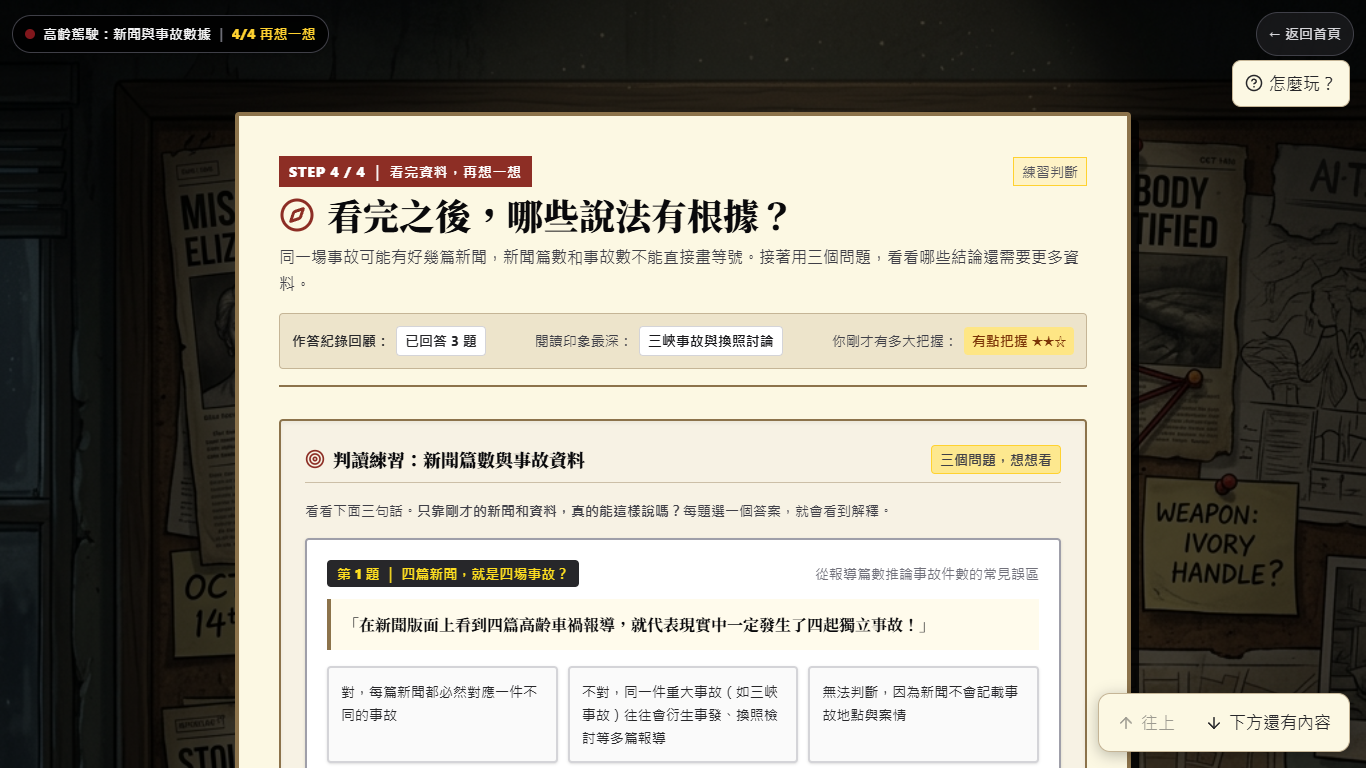 高齡駕駛：新聞與事故數據 | 4/4 再想一想
← 返回首頁
怎麼玩？
STEP 4 / 4 | 看完資料，再想一想
練習判斷
看完之後，哪些說法有根據？
同一場事故可能有好幾篇新聞，新聞篇數和事故數不能直接畫等號。接著用三個問題，看看哪些結論還需要更多資
料。
作答紀錄回顧： 已回答 3 題 閱讀印象最深： 三峽事故與換照討論 你剛才有多大把握： 有點把握 ★★☆
判讀練習：新聞篇數與事故資料
三個問題，想想看
看看下面三句話。只靠剛才的新聞和資料，真的能這樣說嗎？每題選一個答案，就會看到解釋。
第 1 題 | 四篇新聞，就是四場事故？
從報導篇數推論事故件數的常見誤區
「在新聞版面上看到四篇高齡車禍報導，就代表現實中一定發生了四起獨立事故！」
對，每篇新聞都必然對應一件不
同的事故
不對，同一件重大事故（如三峽
事故）往往會衍生事發、換照檢
討等多篇報導
無法判斷，因為新聞不會記載事
故地點與案情
↑ 往上
↓ 下方還有內容
BODY
TIFIED
WEAPON:
IVORY
HANDLE?
MIS
ELIZ
OCT
14t
STOL
AI-T